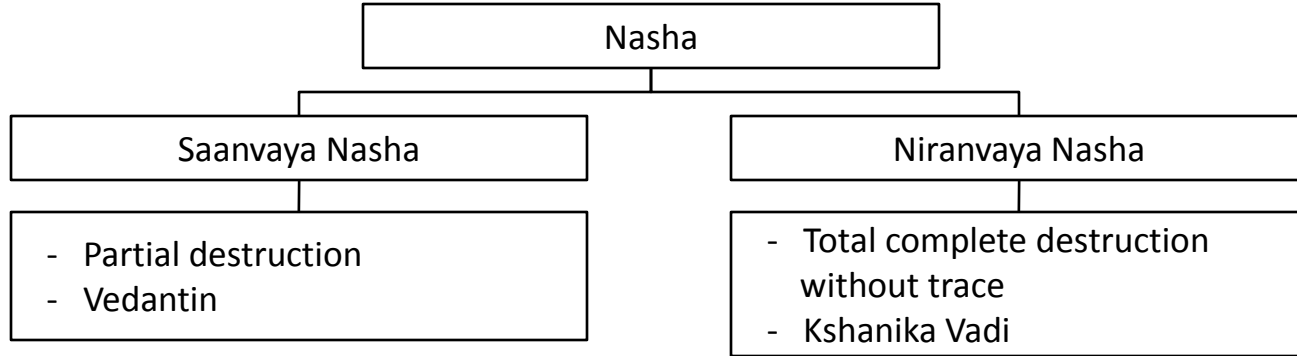 Nasha
Saanvaya Nasha
Niranvaya Nasha
- Partial destruction
- Vedantin
- Total complete destruction
without trace
- Kshanika Vadi